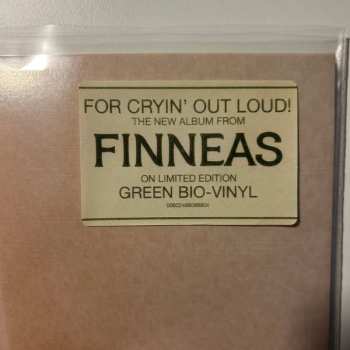 FOR CRYIN' OUT LOUD!
THE NEW ALBUM FROM
FINNEAS
ON LIMITED EDITION
GREEN BIO-VINYL